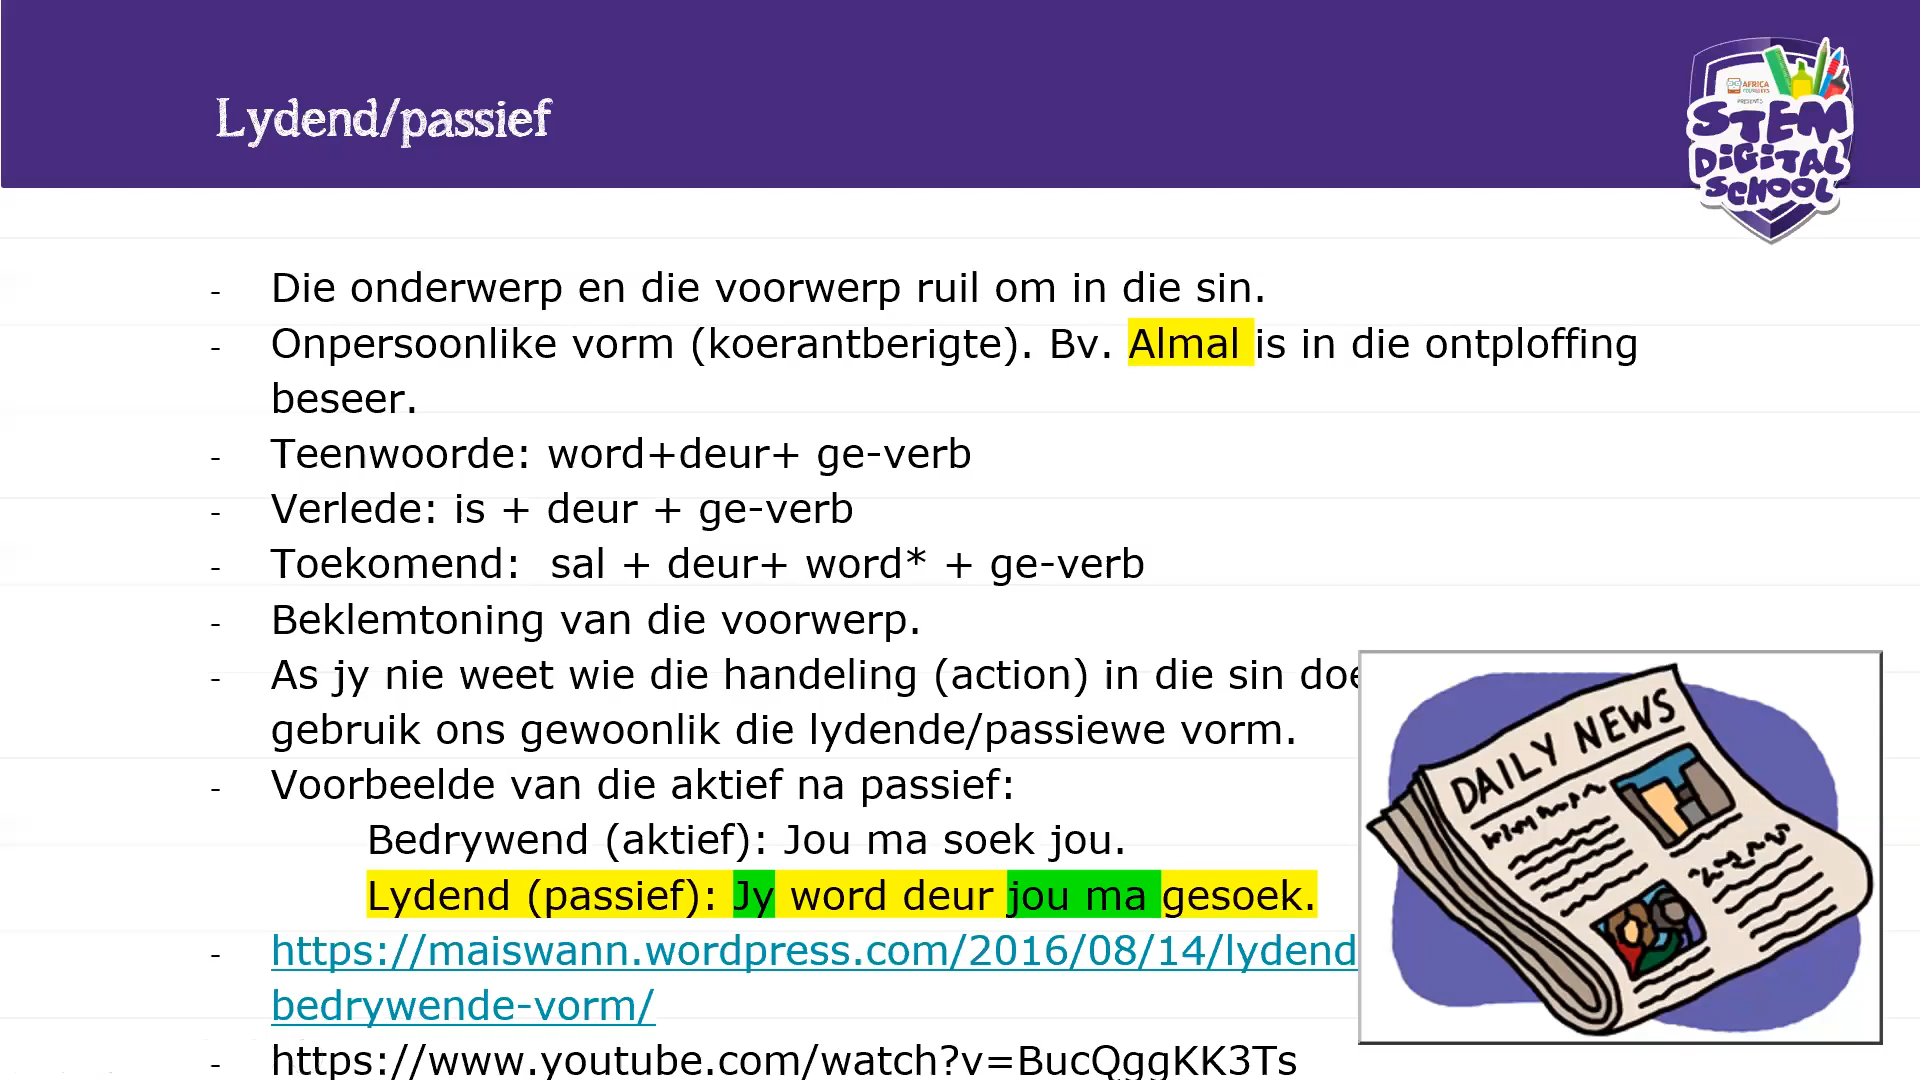 Lydend/passief
AFRICA
PRESENTS
STEM
DIGITAL
SCHOOL
- Die onderwerp en die voorwerp ruil om in die sin.
- Onpersoonlike vorm (koerantberigte). Bv. Almal is in die ontploffing
beseer.
- Teenwoorde: word+deur+ ge-verb
- Verlede: is + deur + ge-verb
- Toekomend: sal + deur+ word* + ge-verb
- Beklemtoning van die voorwerp.
- As jy nie weet wie die handeling (action) in die sin doe
gebruik ons gewoonlik die lydende/passiewe vorm.
- Voorbeelde van die aktief na passief:
Bedrywend (aktief): Jou ma soek jou.
Lydend (passief): Jy word deur jou ma gesoek.
- https://maiswann.wordpress.com/2016/08/14/lydend
bedrywende-vorm/
- https://www.youtube.com/watch?v=BucQggKK3Ts
DAILY NEWS